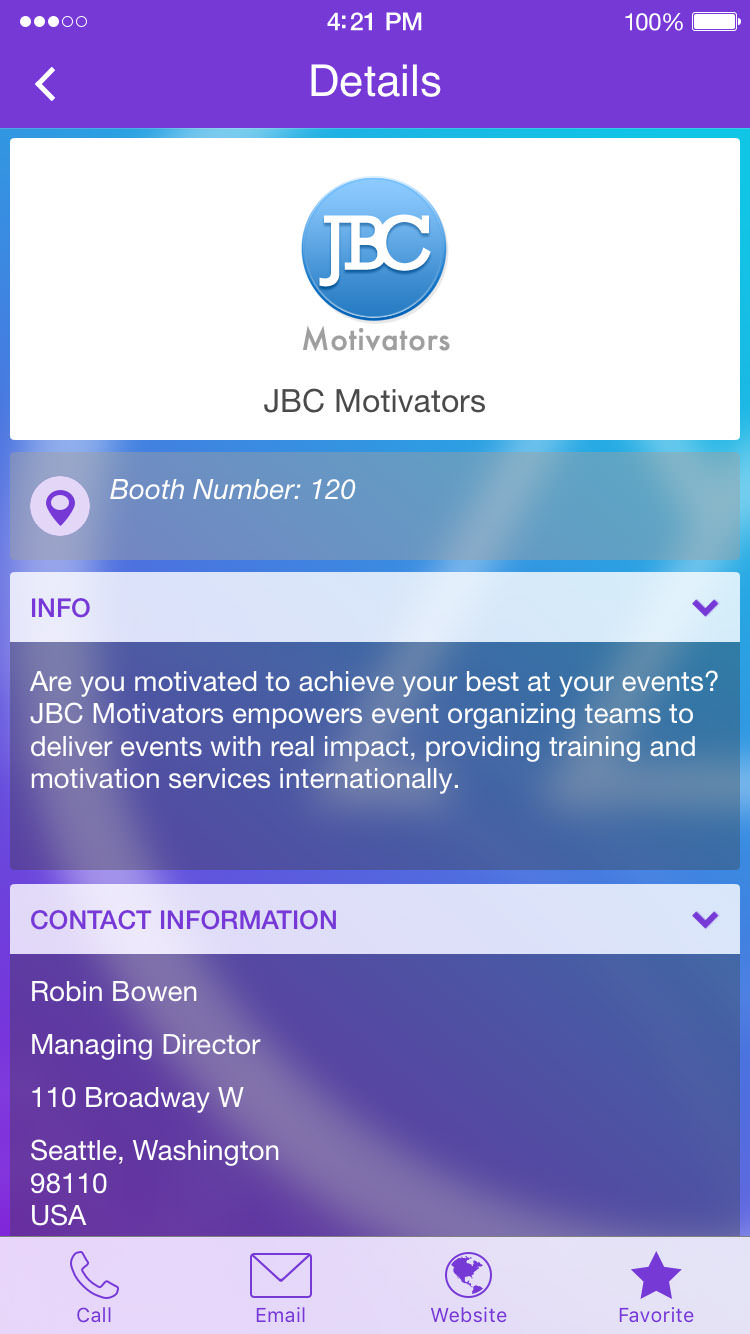 4:21 PM 100%
Details
JBC
Motivators
JBC Motivators
Booth Number: 120
INFO
Are you motivated to achieve your best at your events?
JBC Motivators empowers event organizing teams to
deliver events with real impact, providing training and
motivation services internationally.
CONTACT INFORMATION
Robin Bowen
Managing Director
110 Broadway W
Seattle, Washington
98110
USA
Call Email Website Favorite